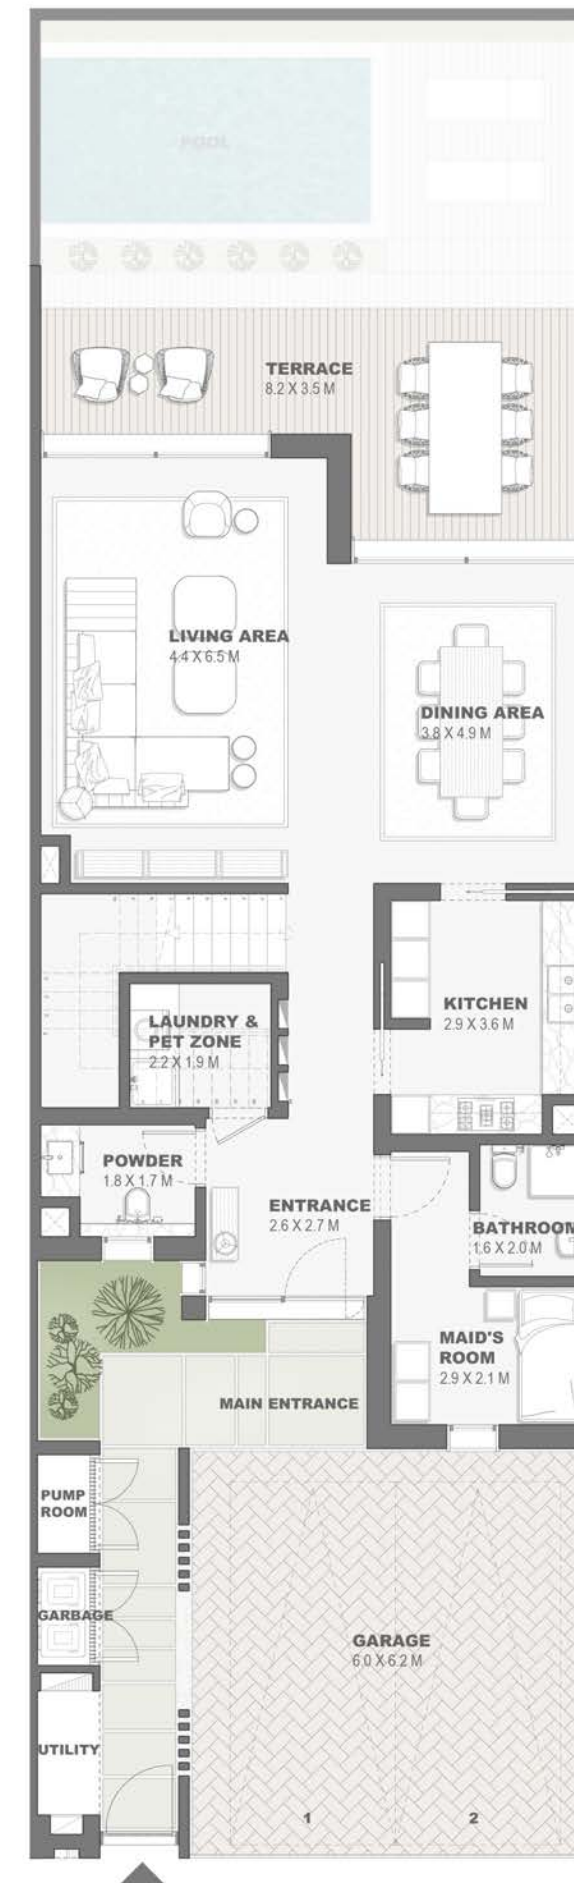 POOL
TERRACE
8.2 X 3.5 M
LIVING AREA
4.4 X 6.5 M
DINING AREA
3.8 X 4.9 M
KITCHEN
2.9 X 3.6 M
LAUNDRY &
PET ZONE
2.2 X 1.9 M
POWDER
1.8 X 1.7 M
ENTRANCE
2.6 X 2.7 M
BATHROOM
1.6 X 2.0 M
MAID'S
ROOM
2.9 X 2.1 M
MAIN ENTRANCE
PUMP
ROOM
GARBAGE
GARAGE
6.0 X 6.2 M
UTILITY
1
2